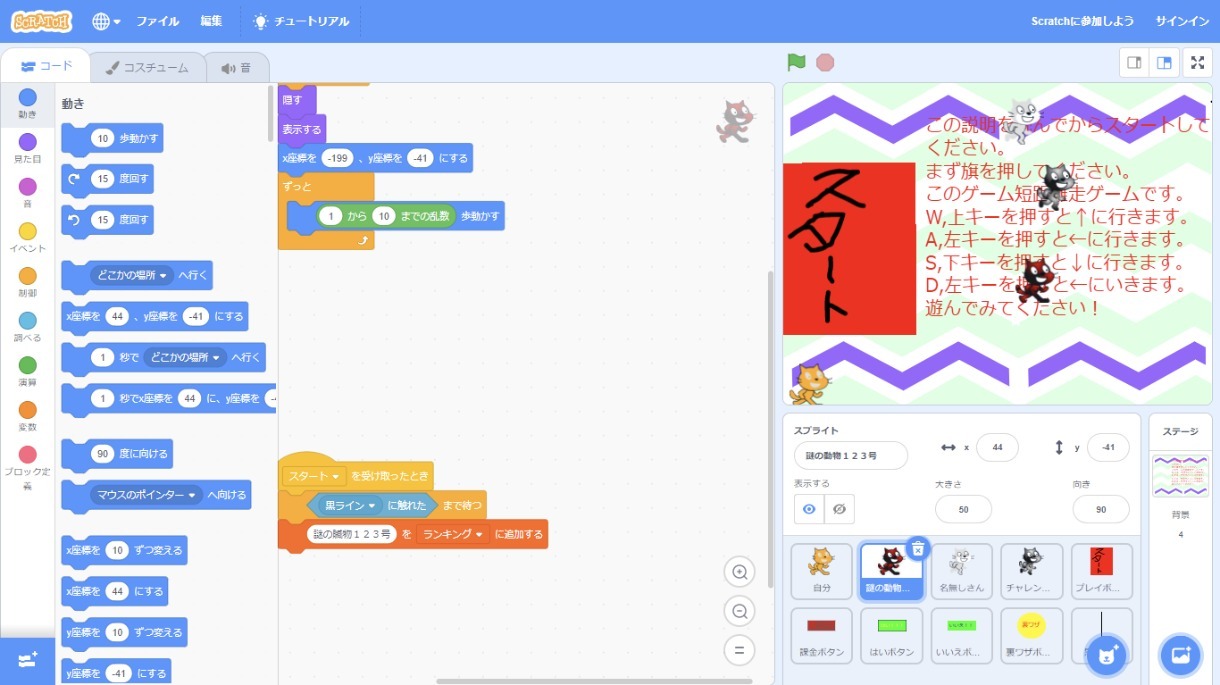 SCRATCH
ファイル
編集
チュートリアル
Scratchに参加しよう
サインイン
コード
コスチューム
音
動き
見た目
音
イベント
制御
調べる
演算
変数
ブロック定
義
動き
10 歩動かす
15 度回す
15 度回す
どこかの場所 へ行く
x座標を 44 、y座標を -41 にする
1 秒で どこかの場所 へ行く
1 秒でx座標を 44 に、y座標を
90 度に向ける
マウスのポインター へ向ける
x座標を 10 ずつ変える
x座標を 44 にする
y座標を 10 ずつ変える
y座標を -41 にする
隠す
表示する
x座標を -199 、y座標を -41 にする
ずっと
1 から 10 までの乱数 歩動かす
スタート を受け取ったとき
黒ライン に触れた まで待つ
謎の動物１２３号 を ランキング に追加する
スタート
この説明を んでからスタートして
ください。
まず旗を押して ださい。
このゲーム短距 走ゲームです。
W,上キーを押すと↑に行きます。
A,左キーを押すと←に行きます。
S,下キーを押すと↓に行きます。
D,左キーを押 と←にいきます。
遊んでみてください！
スプライト
謎の動物１２３号
x 44
y -41
表示する
大きさ
50
向き
90
自分
謎の動物...
名無しさん
チャレン...
プレイボ...
課金ボタン
はいボタン
いいえボ...
裏ワザ
裏ワザボ...
ステージ
背景
4